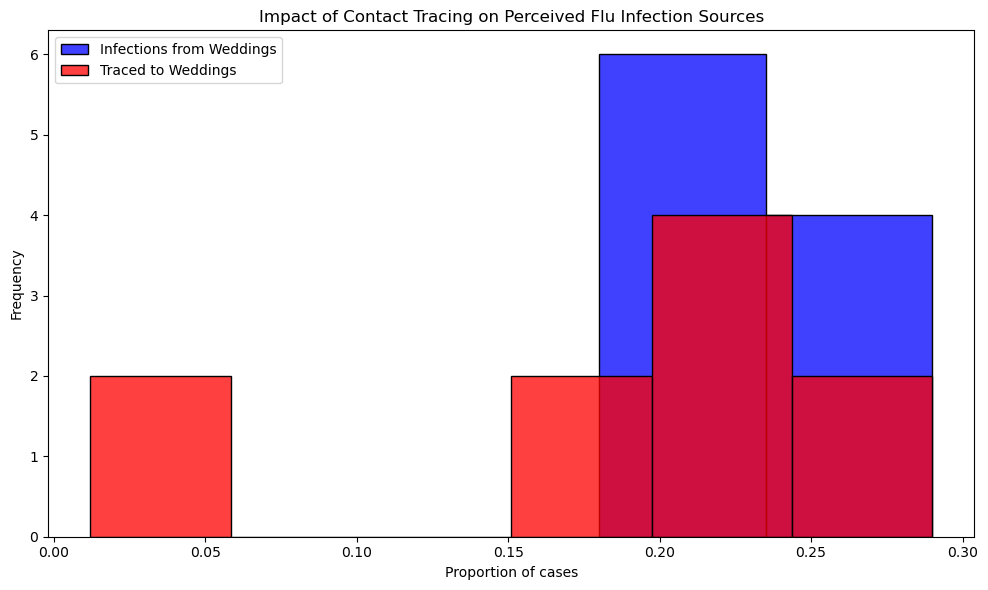 Impact of Contact Tracing on Perceived Flu Infection Sources
Infections from Weddings
Traced to Weddings
Frequency
6
5
4
3
2
1
0
0.00 0.05 0.10 0.15 0.20 0.25 0.30
Proportion of cases